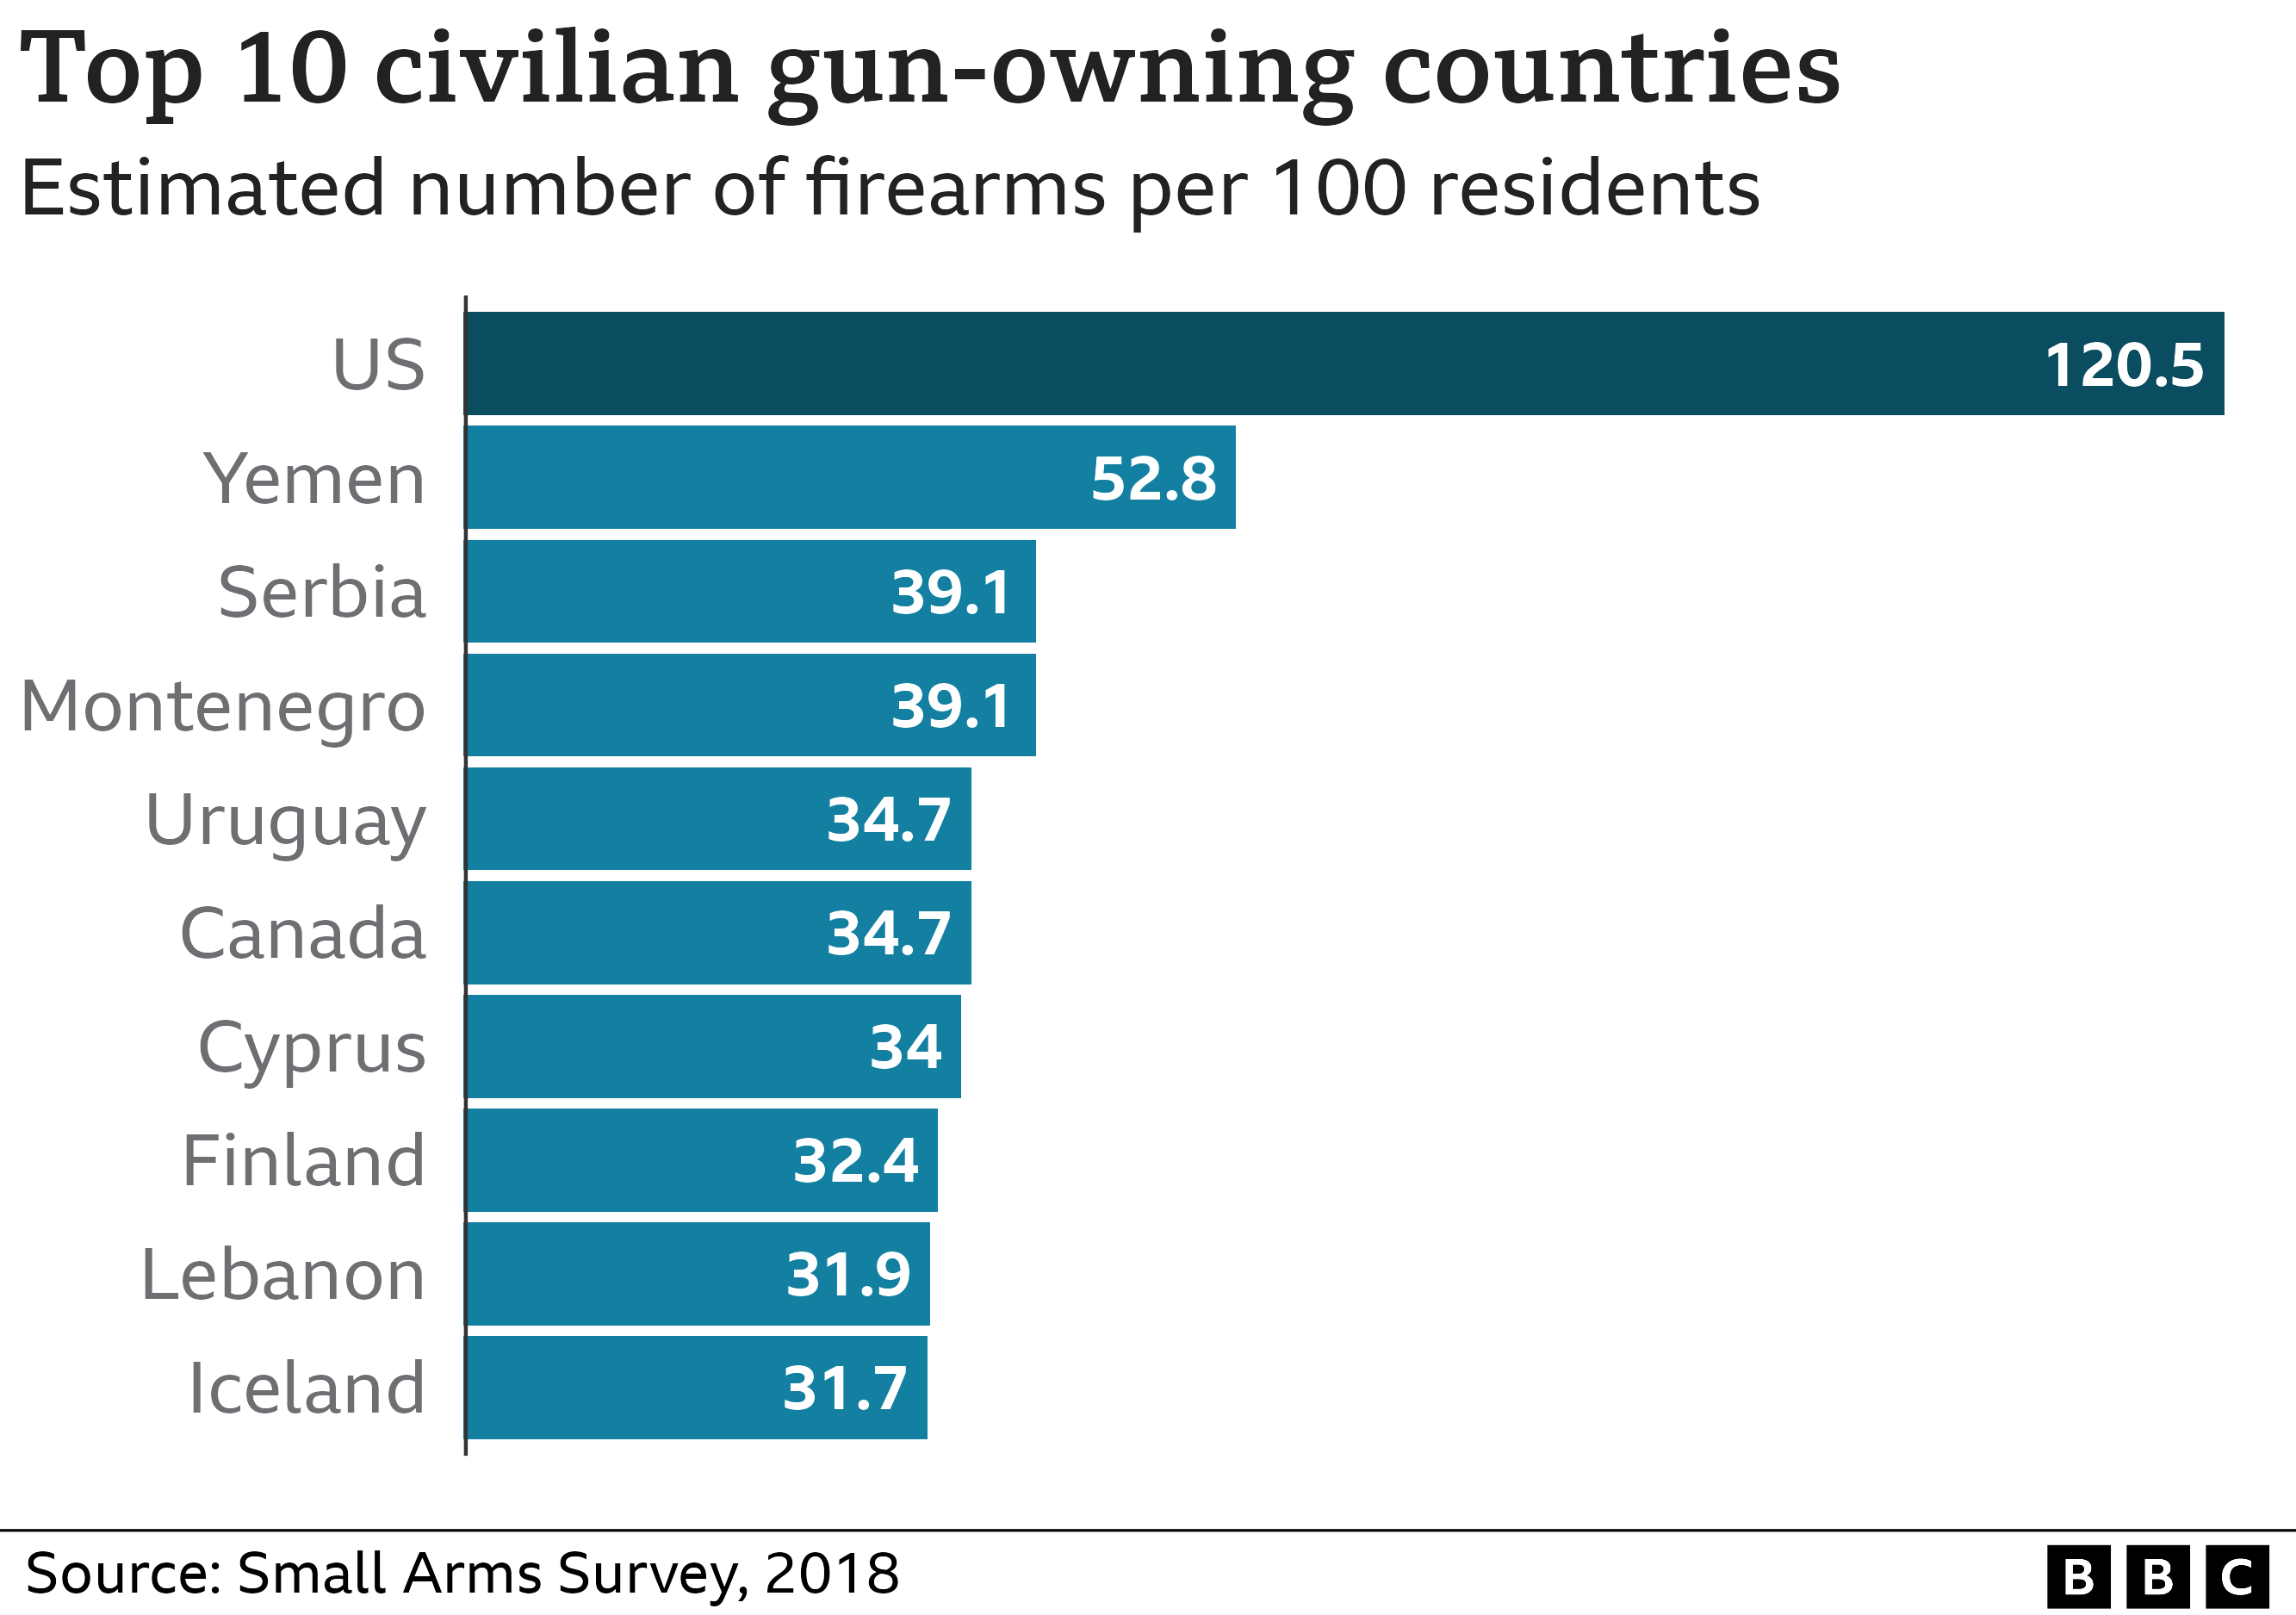 Top 10 civilian gun-owning countries
Estimated number of firearms per 100 residents
US 120.5
Yemen 52.8
Serbia 39.1
Montenegro 39.1
Uruguay 34.7
Canada 34.7
Cyprus 34
Finland 32.4
Lebanon 31.9
Iceland 31.7
Source: Small Arms Survey, 2018 BBC